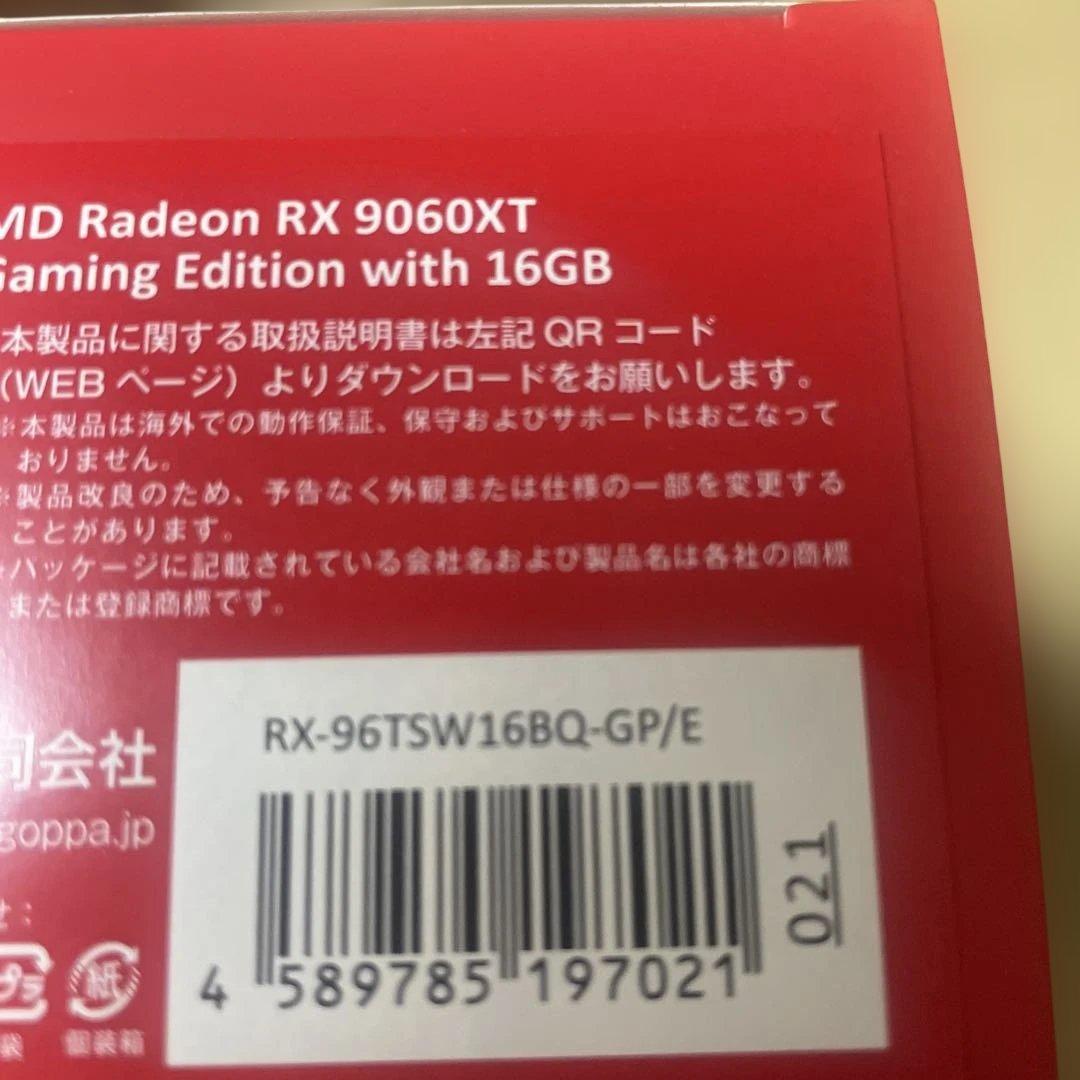 MD Radeon RX 9060XT
Gaming Edition with 16GB
本製品に関する取扱説明書は左記 QR コード
（WEB ページ）よりダウンロードをお願いします。
※本製品は海外での動作保証、保守およびサポートはおこなって
おりません。
※製品改良のため、予告なく外観または仕様の一部を変更する
ことがあります。
※パッケージに記載されている会社名および製品名は各社の商標
または登録商標です。
同会社
goppa.jp
せ：
プラ
袋
紙
個装箱
RX-96TSW16BQ-GP/E
4 589785 197021
021